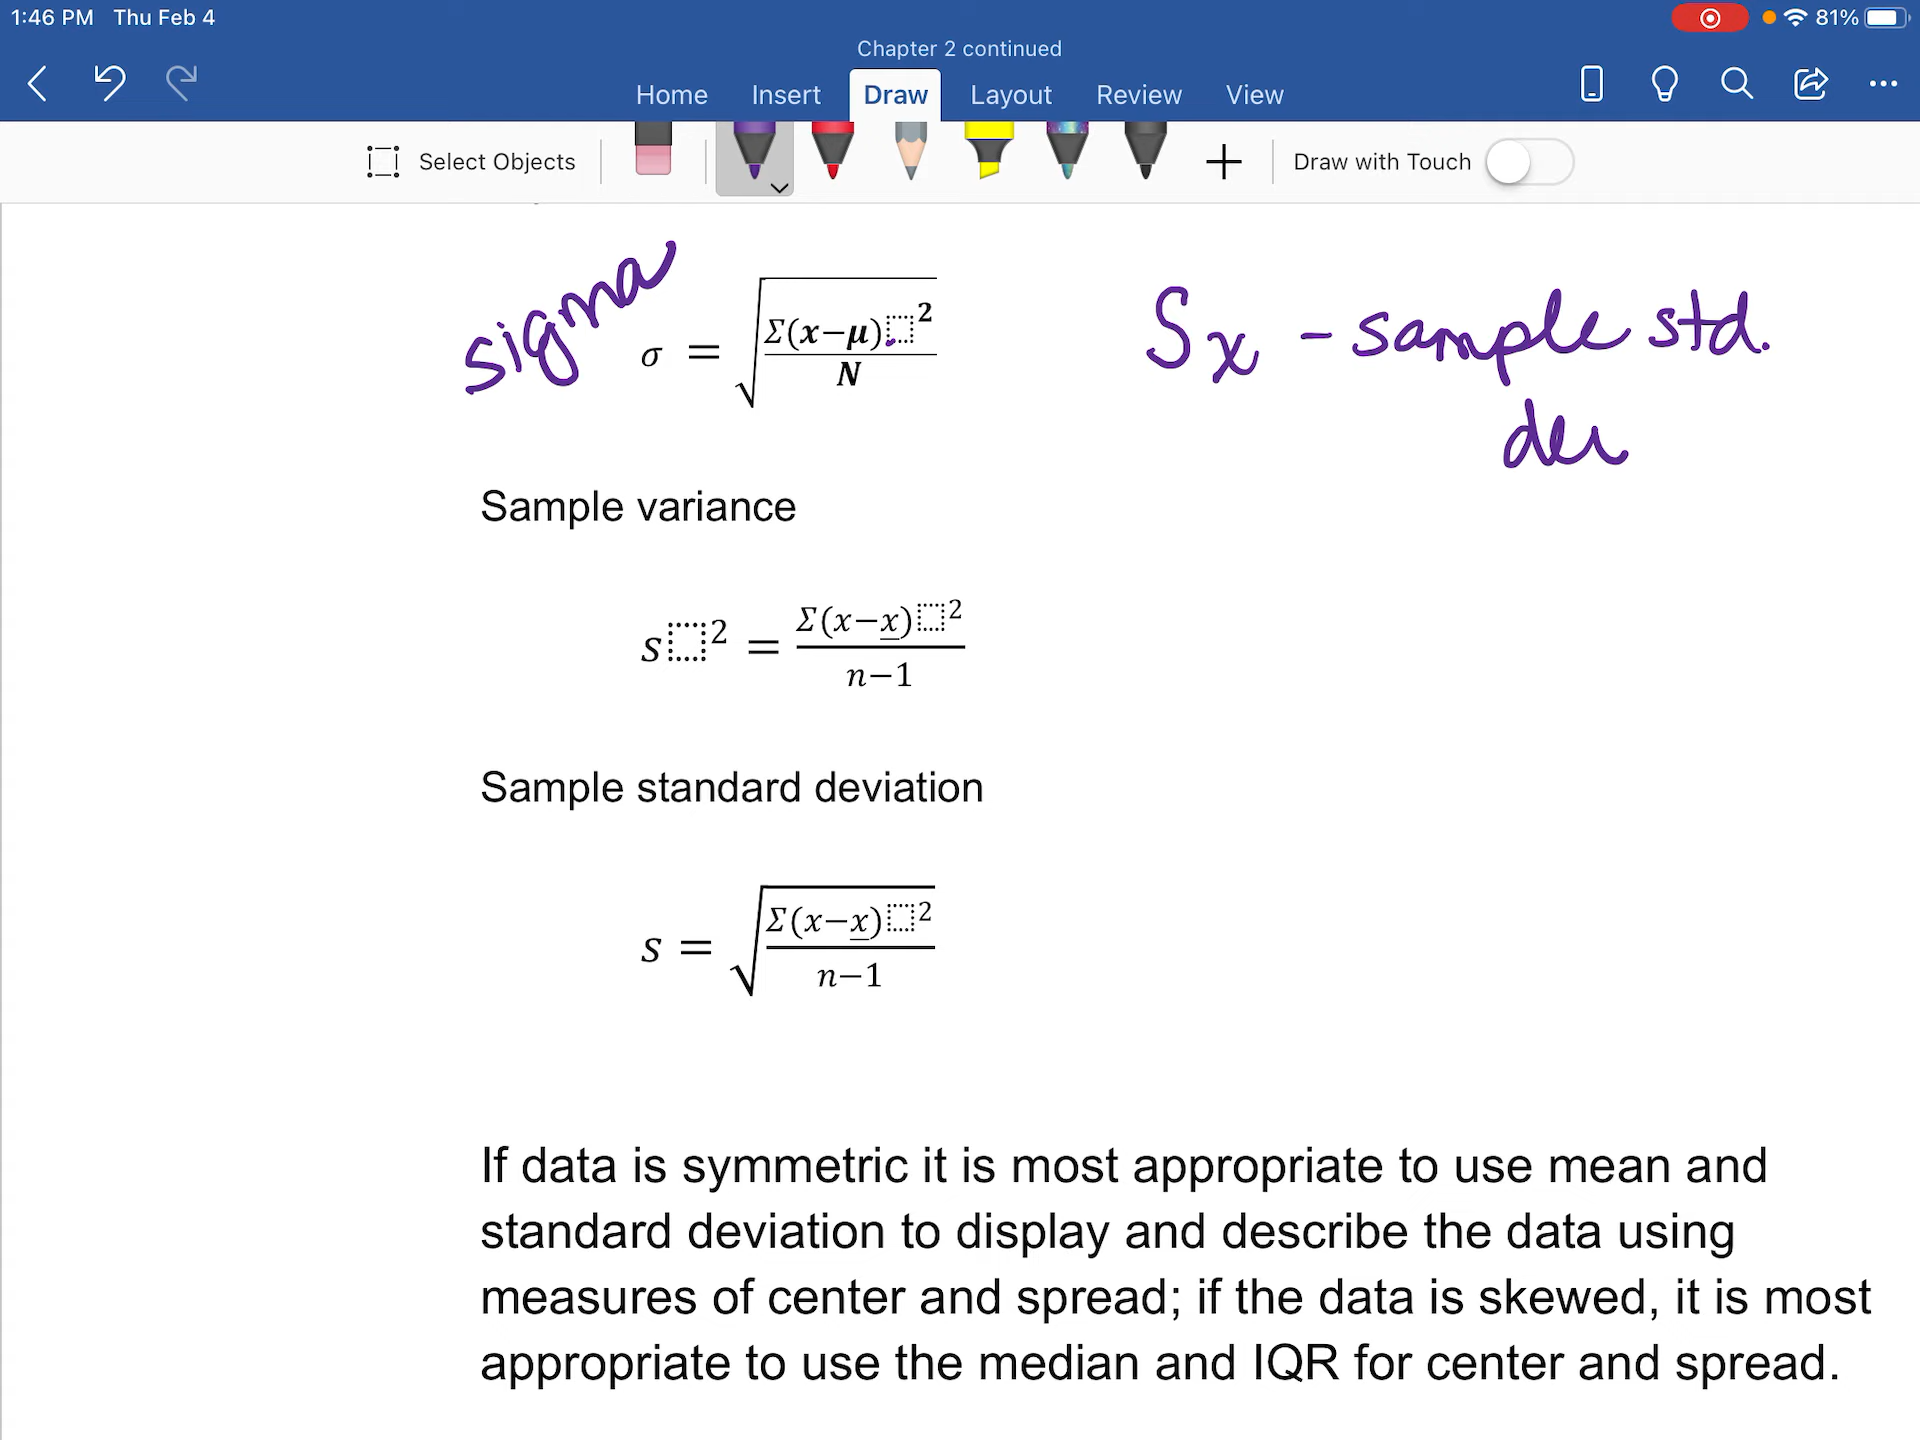 1:46 PM Thu Feb 4
81%
Chapter 2 continued
Home Insert Draw Layout Review View
Select Objects
Draw with Touch
sigma
σ = √Σ(x−μ)⬚² / N
Sx - sample std.
dev
Sample variance
s⬚² = Σ(x−x̲)⬚² / n−1
Sample standard deviation
s = √Σ(x−x̲)⬚² / n−1
If data is symmetric it is most appropriate to use mean and
standard deviation to display and describe the data using
measures of center and spread; if the data is skewed, it is most
appropriate to use the median and IQR for center and spread.